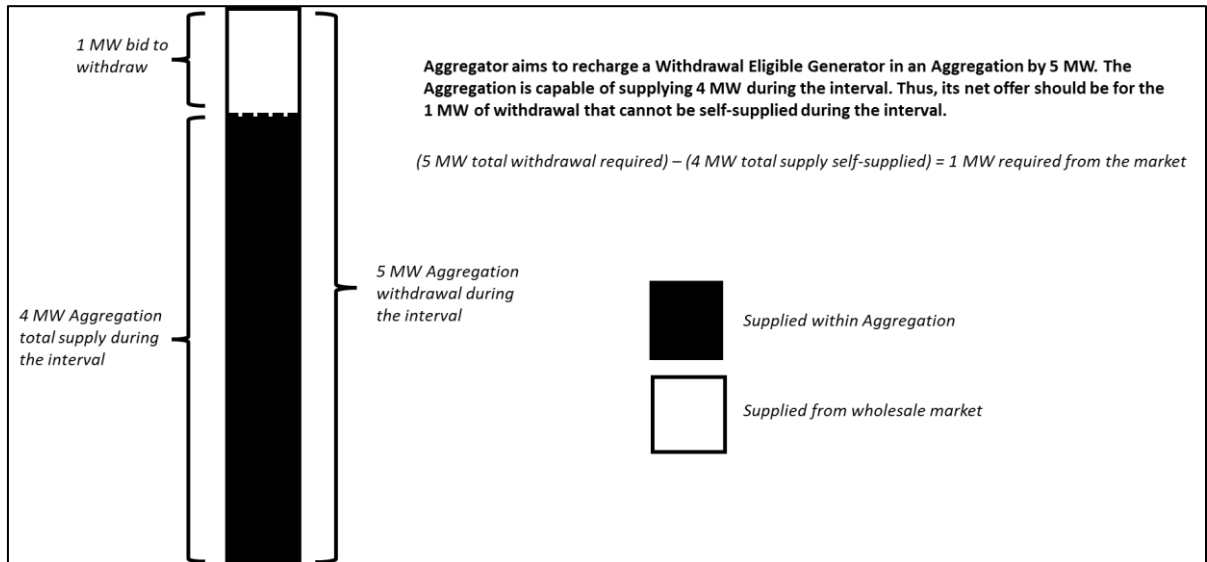 1 MW bid to
withdraw
Aggregator aims to recharge a Withdrawal Eligible Generator in an Aggregation by 5 MW. The
Aggregation is capable of supplying 4 MW during the interval. Thus, its net offer should be for the
1 MW of withdrawal that cannot be self-supplied during the interval.
(5 MW total withdrawal required) – (4 MW total supply self-supplied) = 1 MW required from the market
5 MW Aggregation
withdrawal during
the interval
4 MW Aggregation
total supply during
the interval
Supplied within Aggregation
Supplied from wholesale market